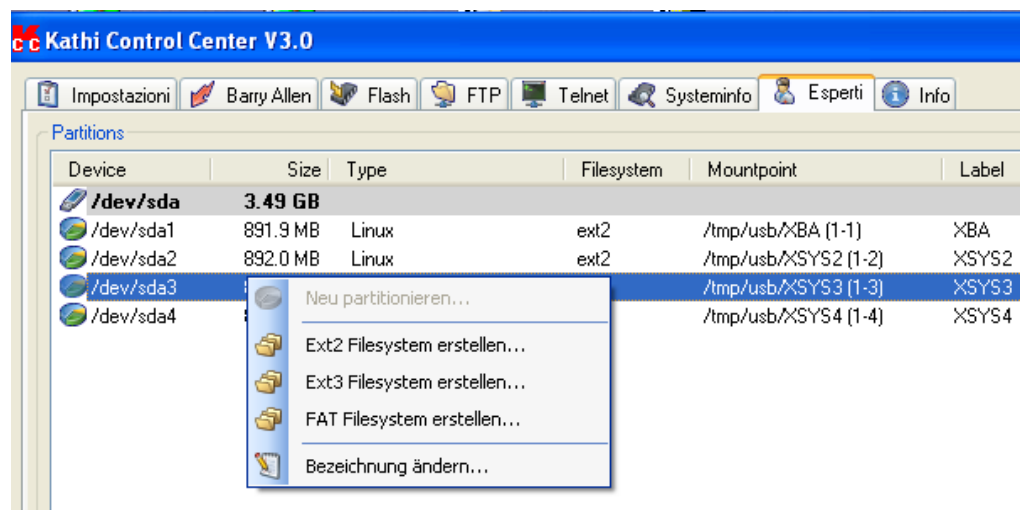 Kathi Control Center V3.0
Impostazioni Barry Allen Flash FTP Telnet Systeminfo Esperti Info
Partitions
Device Size Type Filesystem Mountpoint Label
/dev/sda 3.49 GB
/dev/sda1 891.9 MB Linux ext2 /tmp/usb/XBA (1-1) XBA
/dev/sda2 892.0 MB Linux ext2 /tmp/usb/XSYS2 (1-2) XSYS2
/dev/sda3 /tmp/usb/XSYS3 (1-3) XSYS3
/dev/sda4 /tmp/usb/XSYS4 (1-4) XSYS4
Neu partitionieren...
Ext2 Filesystem erstellen...
Ext3 Filesystem erstellen...
FAT Filesystem erstellen...
Bezeichnung ändern...